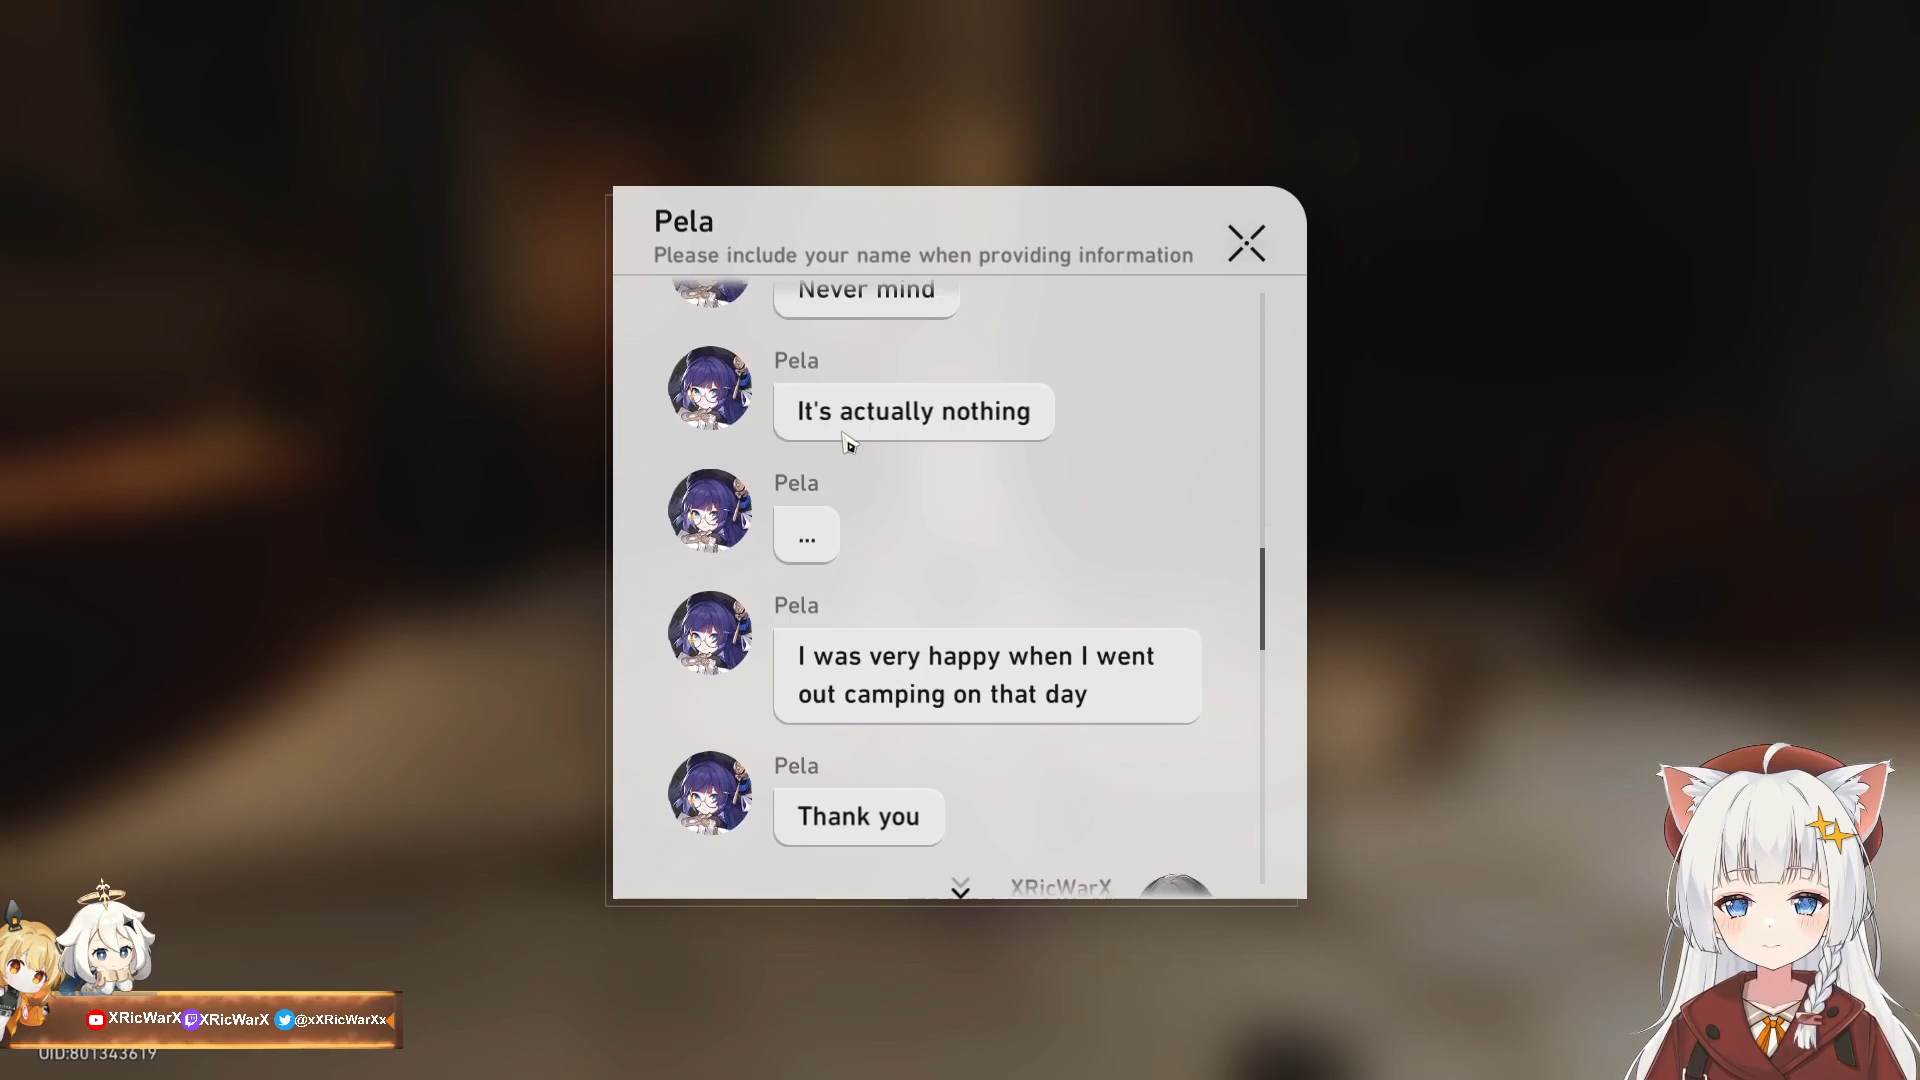 Pela
Please include your name when providing information
Never mind
Pela
It's actually nothing
Pela
...
Pela
I was very happy when I went
out camping on that day
Pela
Thank you
XRicWarX
XRicWarX XRicWarX @xXRicWarXx
UID:801343619